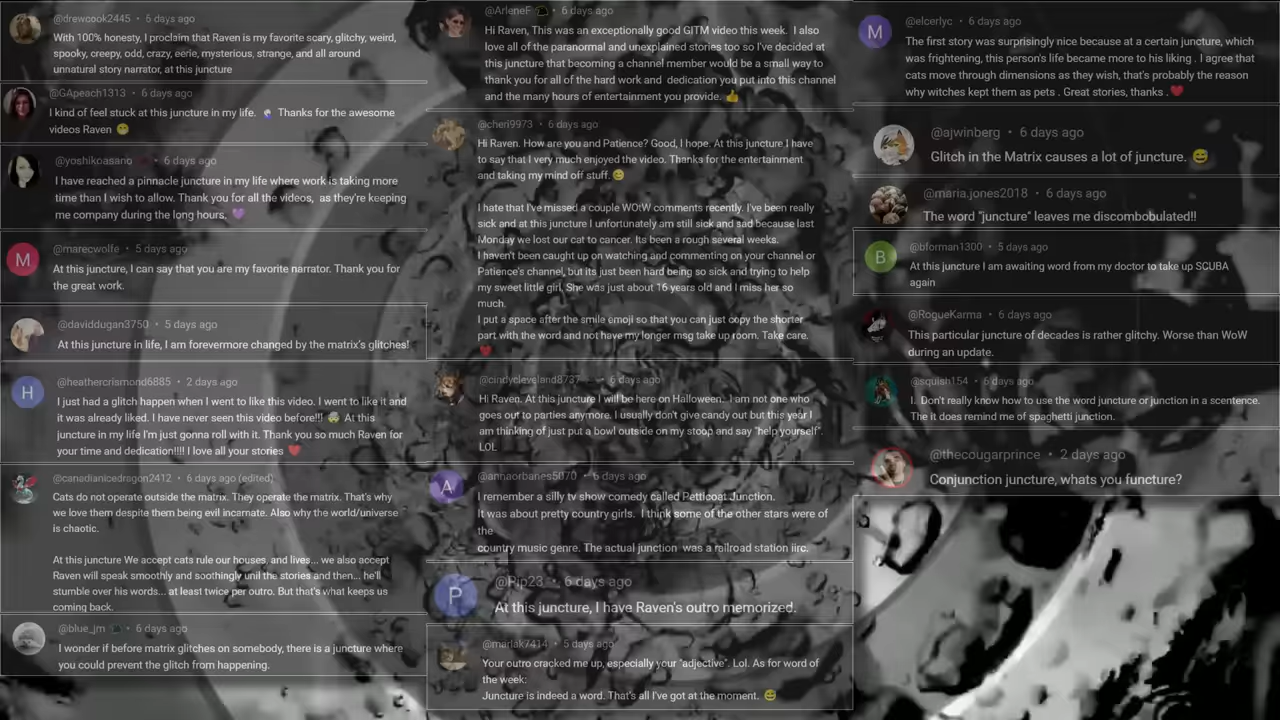 @drewcook2445 • 6 days ago
With 100% honesty, I proclaim that Raven is my favorite scary, glitchy, weird,
spooky, creepy, odd, crazy, eerie, mysterious, strange, and all around
unnatural story narrator, at this juncture
@GApeach1313 • 6 days ago
I kind of feel stuck at this juncture in my life. Thanks for the awesome
videos Raven 😁
@yoshikoasano • 6 days ago
I have reached a pinnacle juncture in my life where work is taking more
time than I wish to allow. Thank you for all the videos, as they're keeping
me company during the long hours. 💜
M
@marecwolfe • 5 days ago
At this juncture, I can say that you are my favorite narrator. Thank you for
the great work.
@daviddugan3750 • 5 days ago
At this juncture in life, I am forevermore changed by the matrix's glitches!
H
@heathercrismond6885 • 2 days ago
I just had a glitch happen when I went to like this video. I went to like it and
it was already liked. I have never seen this video before!!! 🤯 At this
juncture in my life I'm just gonna roll with it. Thank you so much Raven for
your time and dedication!!!! I love all your stories ❤️
@canadianicedragon2412 • 6 days ago (edited)
Cats do not operate outside the matrix. They operate the matrix. That's why
we love them despite them being evil incarnate. Also why the world/universe
is chaotic.
At this juncture We accept cats rule our houses, and lives... we also accept
Raven will speak smoothly and soothingly unil the stories and then... he'll
stumble over his words... at least twice per outro. But that's what keeps us
coming back.
@blue_jm • 6 days ago
I wonder if before matrix glitches on somebody, there is a juncture where
you could prevent the glitch from happening.
@ArleneF • 6 days ago
Hi Raven, This was an exceptionally good GITM video this week. I also
love all of the paranormal and unexplained stories too so I've decided at
this juncture that becoming a channel member would be a small way to
thank you for all of the hard work and dedication you put into this channel
and the many hours of entertainment you provide. 👍
@cheri9973 • 6 days ago
Hi Raven. How are you and Patience? Good, I hope. At this juncture I have
to say that I very much enjoyed the video. Thanks for the entertainment
and taking my mind off stuff. 😊
I hate that I've missed a couple WOtW comments recently. I've been really
sick and at this juncture I unfortunately am still sick and sad because last
Monday we lost our cat to cancer. Its been a rough several weeks.
I haven't been caught up on watching and commenting on your channel or
Patience's channel, but its just been hard being so sick and trying to help
my sweet little girl. She was just about 16 years old and I miss her so
much.
I put a space after the smile emoji so that you can just copy the shorter
part with the word and not have my longer msg take up room. Take care.
❤️
@cindycleveland8737 • 6 days ago
Hi Raven. At this juncture I will be here on Halloween. I am not one who
goes out to parties anymore. I usually don't give candy out but this year I
am thinking of just put a bowl outside on my stoop and say "help yourself".
LOL
A
@annaorbanes5070 • 6 days ago
I remember a silly tv show comedy called Petticoat Junction.
It was about pretty country girls. I think some of the other stars were of
the
country music genre. The actual junction was a railroad station iirc.
P
@Pip23 • 6 days ago
At this juncture, I have Raven's outro memorized.
@mariak7414 • 5 days ago
Your outro cracked me up, especially your "adjective". Lol. As for word of
the week:
Juncture is indeed a word. That's all I've got at the moment. 😅
M
@elcerlyc • 6 days ago
The first story was surprisingly nice because at a certain juncture, which
was frightening, this person's life became more to his liking . I agree that
cats move through dimensions as they wish, that's probably the reason
why witches kept them as pets . Great stories, thanks .❤️
@ajwinberg • 6 days ago
Glitch in the Matrix causes a lot of juncture. 😅
@maria.jones2018 • 6 days ago
The word "juncture" leaves me discombobulated!!
B
@bforman1300 • 5 days ago
At this juncture I am awaiting word from my doctor to take up SCUBA
again
@RogueKarma • 6 days ago
This particular juncture of decades is rather glitchy. Worse than WoW
during an update.
@squish154 • 6 days ago
I. Don't really know how to use the word juncture or junction in a scentence.
The it does remind me of spaghetti junction.
@thecougarprince • 2 days ago
Conjunction juncture, whats you functure?